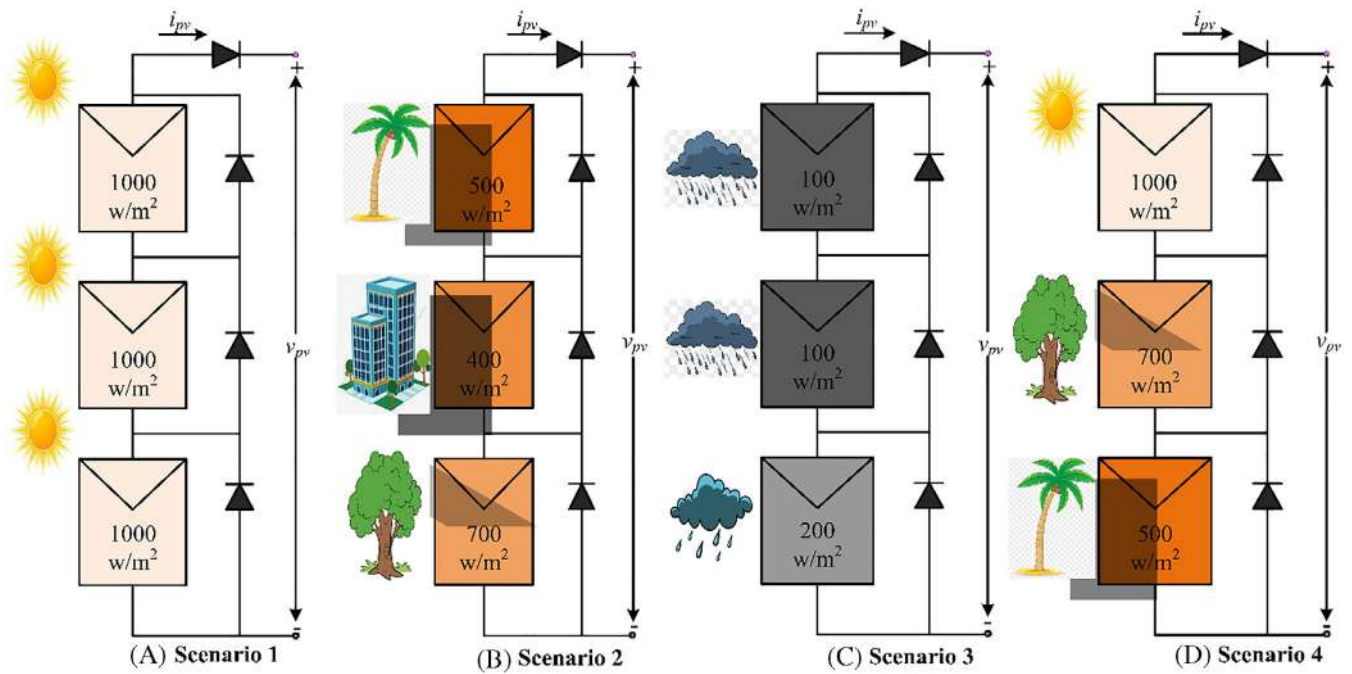 i_pv
+
1000
w/m²
1000
w/m²
1000
w/m²
v_pv
-
(A) Scenario 1
i_pv
+
500
w/m²
400
w/m²
700
w/m²
v_pv
-
(B) Scenario 2
i_pv
+
100
w/m²
100
w/m²
200
w/m²
v_pv
-
(C) Scenario 3
i_pv
+
1000
w/m²
700
w/m²
500
w/m²
v_pv
-
(D) Scenario 4